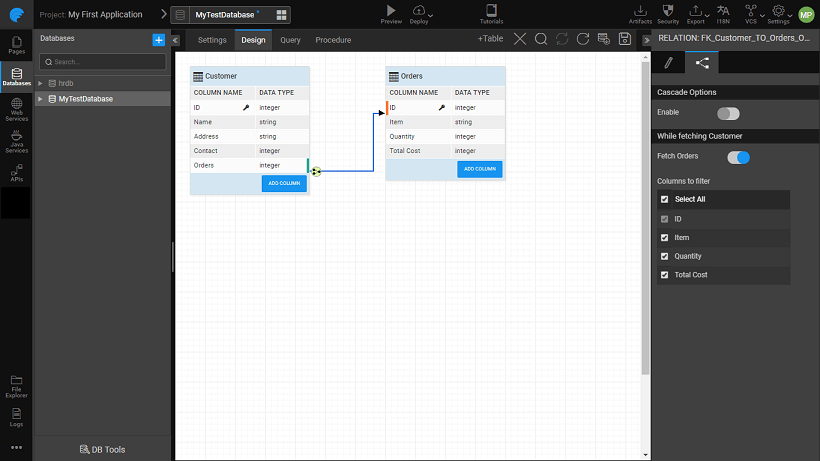 Project: My First Application
MyTestDatabase *
Preview
Deploy
Tutorials
Artifacts
Security
Export
I18N
VCS
Settings
MP
Pages
Databases
Web Services
Java Services
APIs
File Explorer
Logs
Databases
+
Search...
hrdb
MyTestDatabase
DB Tools
Settings
Design
Query
Procedure
+Table
Customer
COLUMN NAME DATA TYPE
ID integer
Name string
Address string
Contact integer
Orders integer
ADD COLUMN
Orders
COLUMN NAME DATA TYPE
ID integer
Item string
Quantity integer
Total Cost integer
ADD COLUMN
RELATION: FK_Customer_TO_Orders_O...
Cascade Options
Enable
While fetching Customer
Fetch Orders
Columns to filter
Select All
ID
Item
Quantity
Total Cost